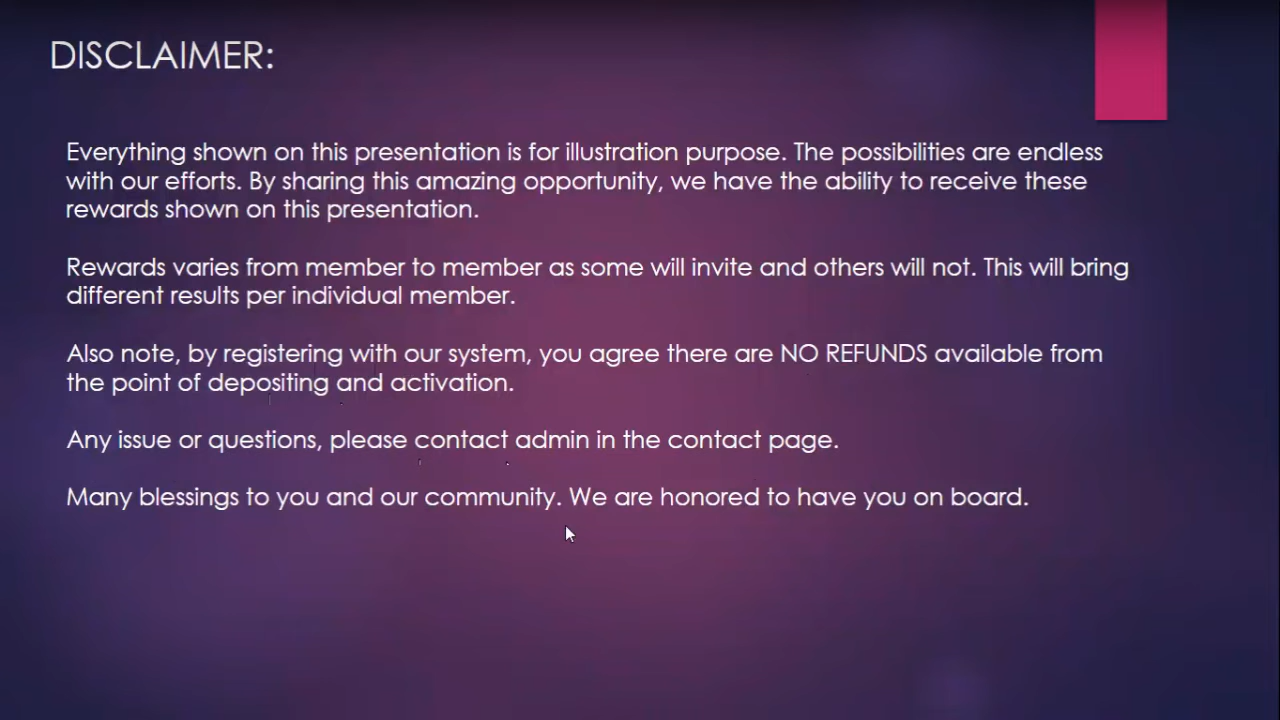 DISCLAIMER:
Everything shown on this presentation is for illustration purpose. The possibilities are endless
with our efforts. By sharing this amazing opportunity, we have the ability to receive these
rewards shown on this presentation.
Rewards varies from member to member as some will invite and others will not. This will bring
different results per individual member.
Also note, by registering with our system, you agree there are NO REFUNDS available from
the point of depositing and activation.
Any issue or questions, please contact admin in the contact page.
Many blessings to you and our community. We are honored to have you on board.